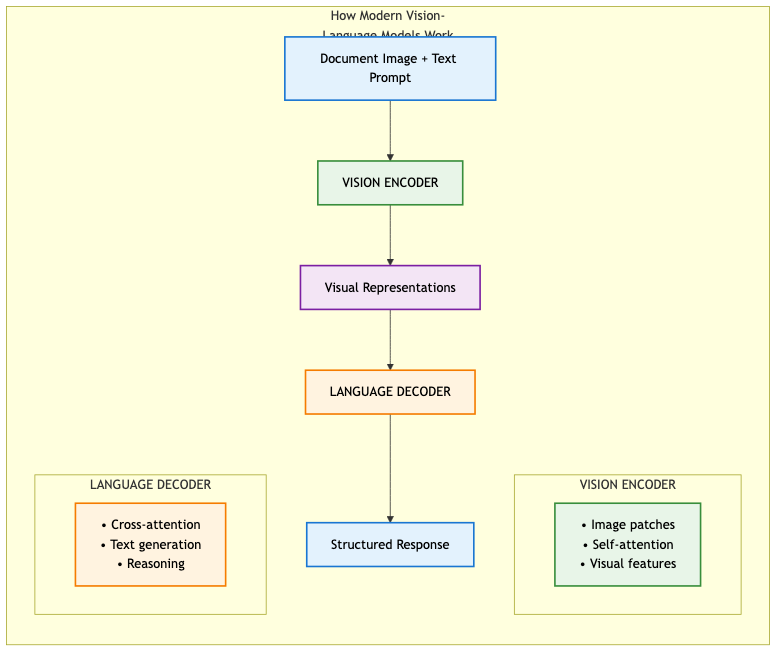 How Modern Vision-
Language Models Work
Document Image + Text
Prompt
VISION ENCODER
Visual Representations
LANGUAGE DECODER
Structured Response
LANGUAGE DECODER
• Cross-attention
• Text generation
• Reasoning
VISION ENCODER
• Image patches
• Self-attention
• Visual features